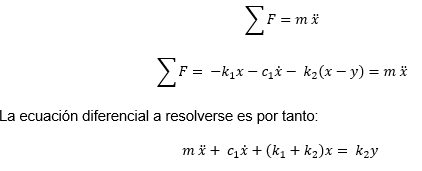 ∑F = m ẍ
∑F = −k₁x − c₁ẋ − k₂(x − y) = m ẍ
La ecuación diferencial a resolverse es por tanto:
m ẍ + c₁ẋ + (k₁ + k₂)x = k₂y